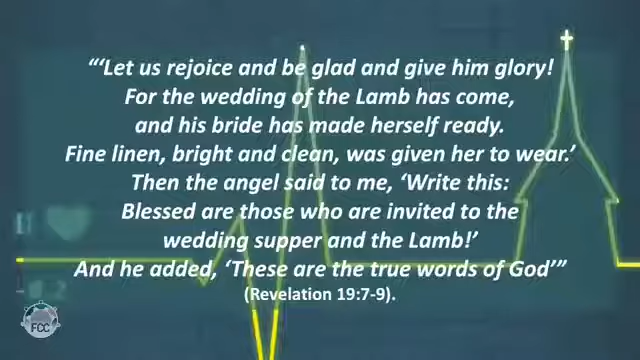 “‘Let us rejoice and be glad and give him glory!
For the wedding of the Lamb has come,
and his bride has made herself ready.
Fine linen, bright and clean, was given her to wear.’
Then the angel said to me, ‘Write this:
Blessed are those who are invited to the
wedding supper and the Lamb!’
And he added, ‘These are the true words of God’”
(Revelation 19:7-9).
FCC